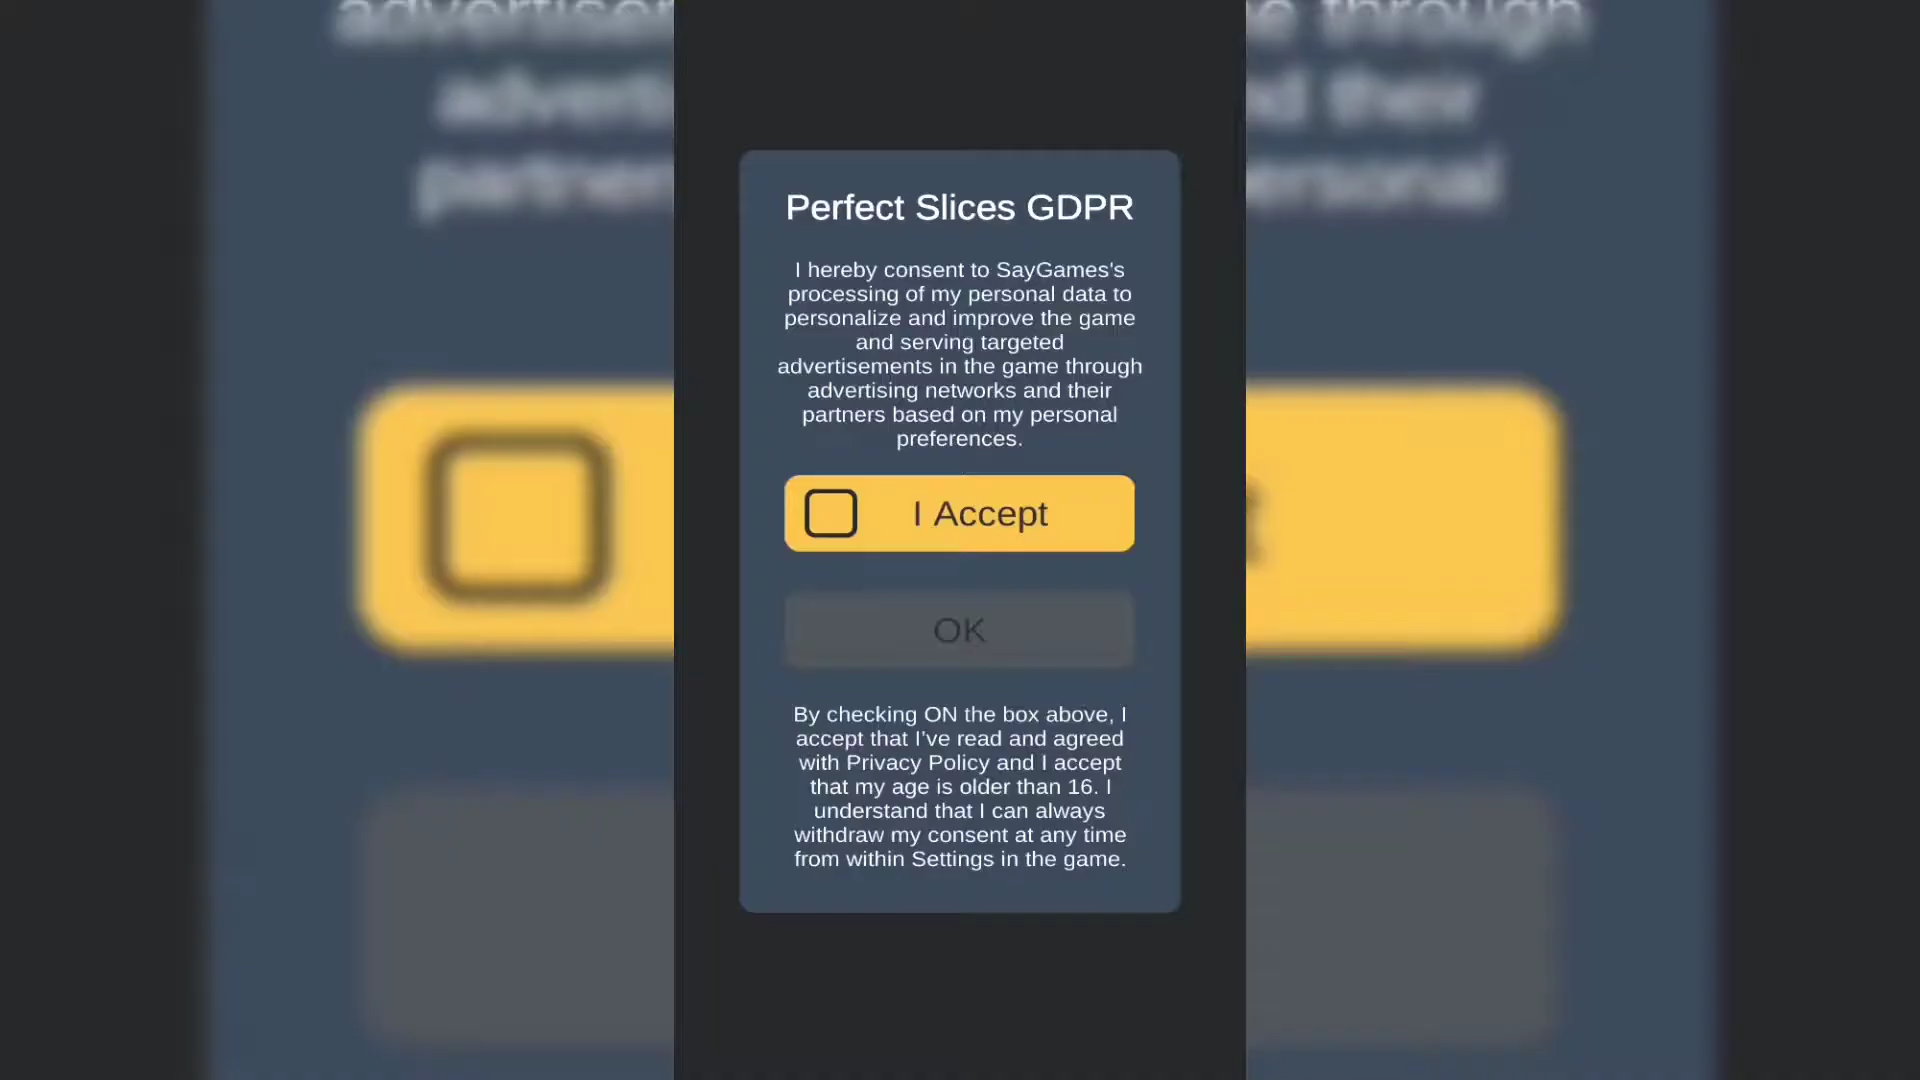 Perfect Slices GDPR
I hereby consent to SayGames's
processing of my personal data to
personalize and improve the game
and serving targeted
advertisements in the game through
advertising networks and their
partners based on my personal
preferences.
I Accept
OK
By checking ON the box above, I
accept that I've read and agreed
with Privacy Policy and I accept
that my age is older than 16. I
understand that I can always
withdraw my consent at any time
from within Settings in the game.